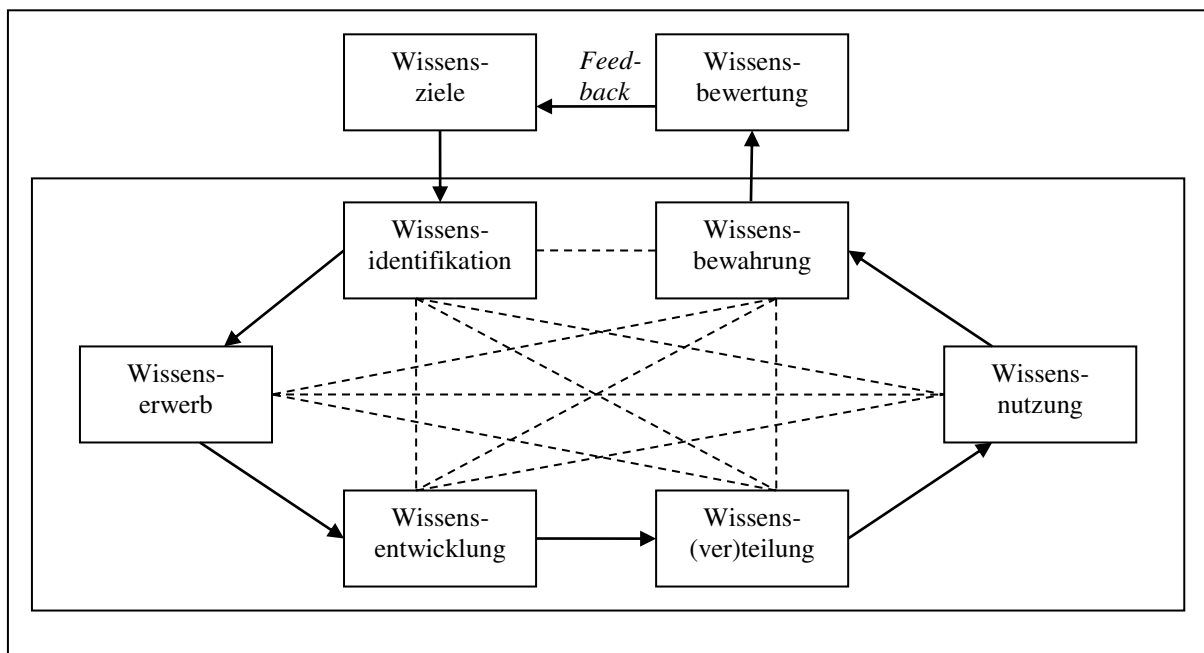 Wissens-
ziele
Feed-
back
Wissens-
bewertung
Wissens-
identifikation
Wissens-
bewahrung
Wissens-
erwerb
Wissens-
nutzung
Wissens-
entwicklung
Wissens-
(ver)teilung